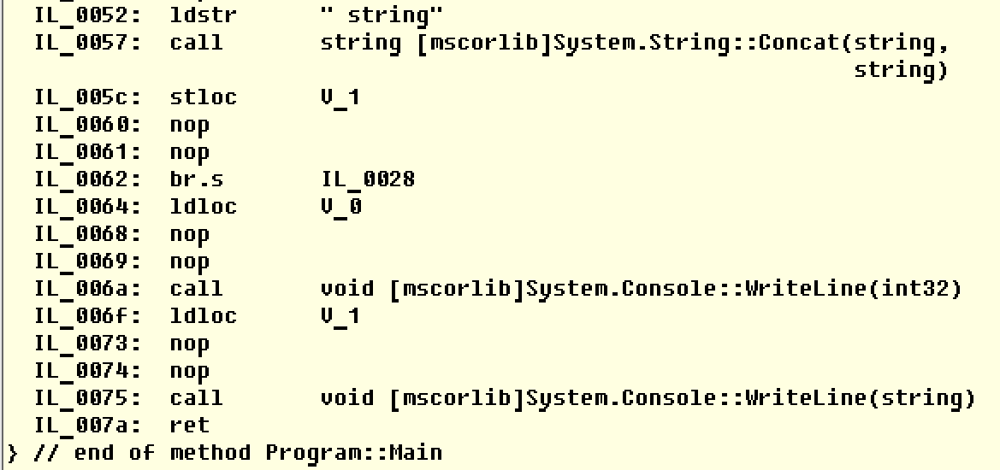 IL_0052:  ldstr      " string"
IL_0057:  call       string [mscorlib]System.String::Concat(string,
string)
IL_005c:  stloc      V_1
IL_0060:  nop
IL_0061:  nop
IL_0062:  br.s       IL_0028
IL_0064:  ldloc      V_0
IL_0068:  nop
IL_0069:  nop
IL_006a:  call       void [mscorlib]System.Console::WriteLine(int32)
IL_006f:  ldloc      V_1
IL_0073:  nop
IL_0074:  nop
IL_0075:  call       void [mscorlib]System.Console::WriteLine(string)
IL_007a:  ret
} // end of method Program::Main